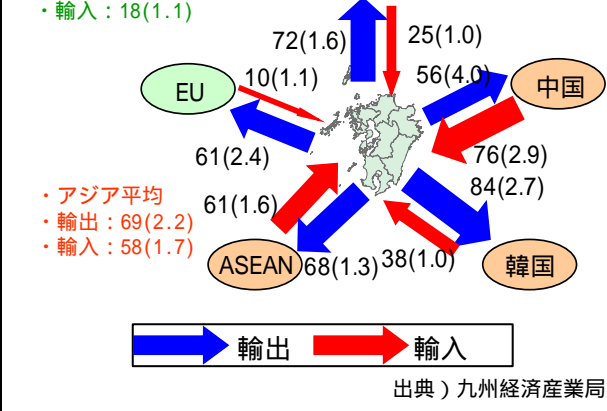 ・輸入：18(1.1)
72(1.6)
25(1.0)
10(1.1)
56(4.0)
EU
中国
61(2.4)
76(2.9)
84(2.7)
・アジア平均
・輸出：69(2.2)
・輸入：58(1.7)
61(1.6)
ASEAN
68(1.3)
38(1.0)
韓国
輸出
輸入
出典）九州経済産業局